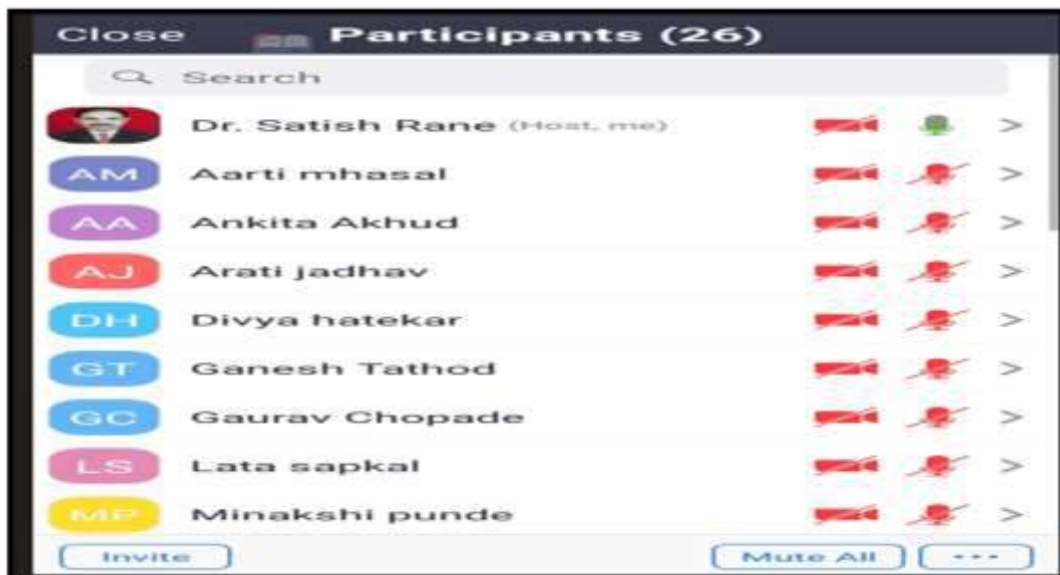 Close Participants (26)
Search
Dr. Satish Rane (Host, me)
AM Aarti mhasal
AA Ankita Akhud
AJ Arati jadhav
DH Divya hatekar
GT Ganesh Tathod
GC Gaurav Chopade
LS Lata sapkal
MP Minakshi punde
Invite Mute All ...